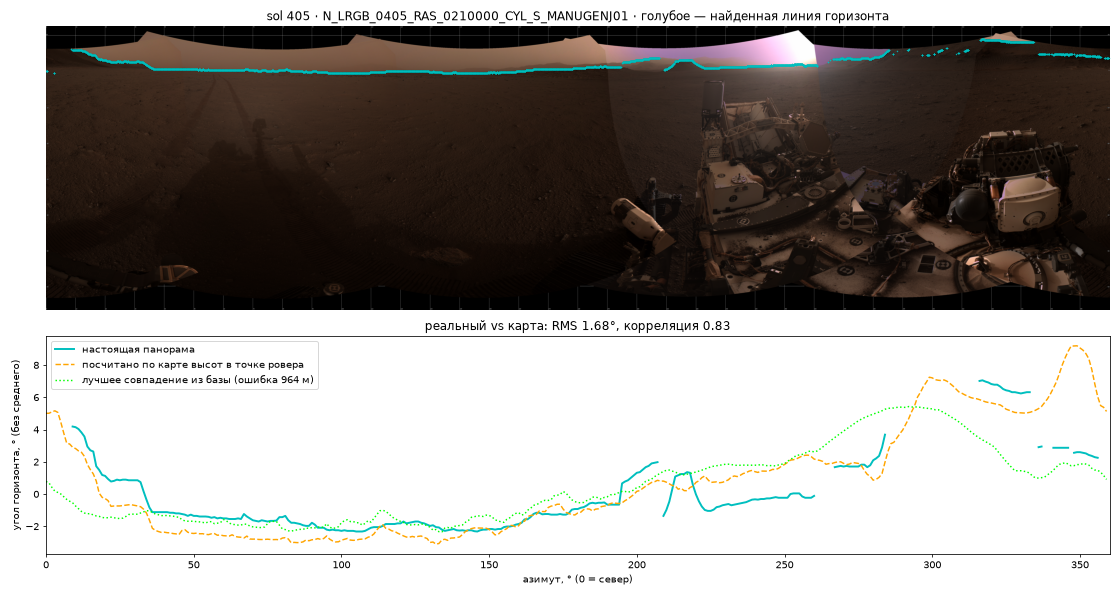 sol 405 · N_LRGB_0405_RAS_0210000_CYL_S_MANUGENJ01 · голубое — найденная линия горизонта
реальный vs карта: RMS 1.68°, корреляция 0.83
настоящая панорама
посчитано по карте высот в точке ровера
лучшее совпадение из базы (ошибка 964 м)
угол горизонта, ° (без среднего)
8
6
4
2
0
−2
0 50 100 150 200 250 300 350
азимут, ° (0 = север)